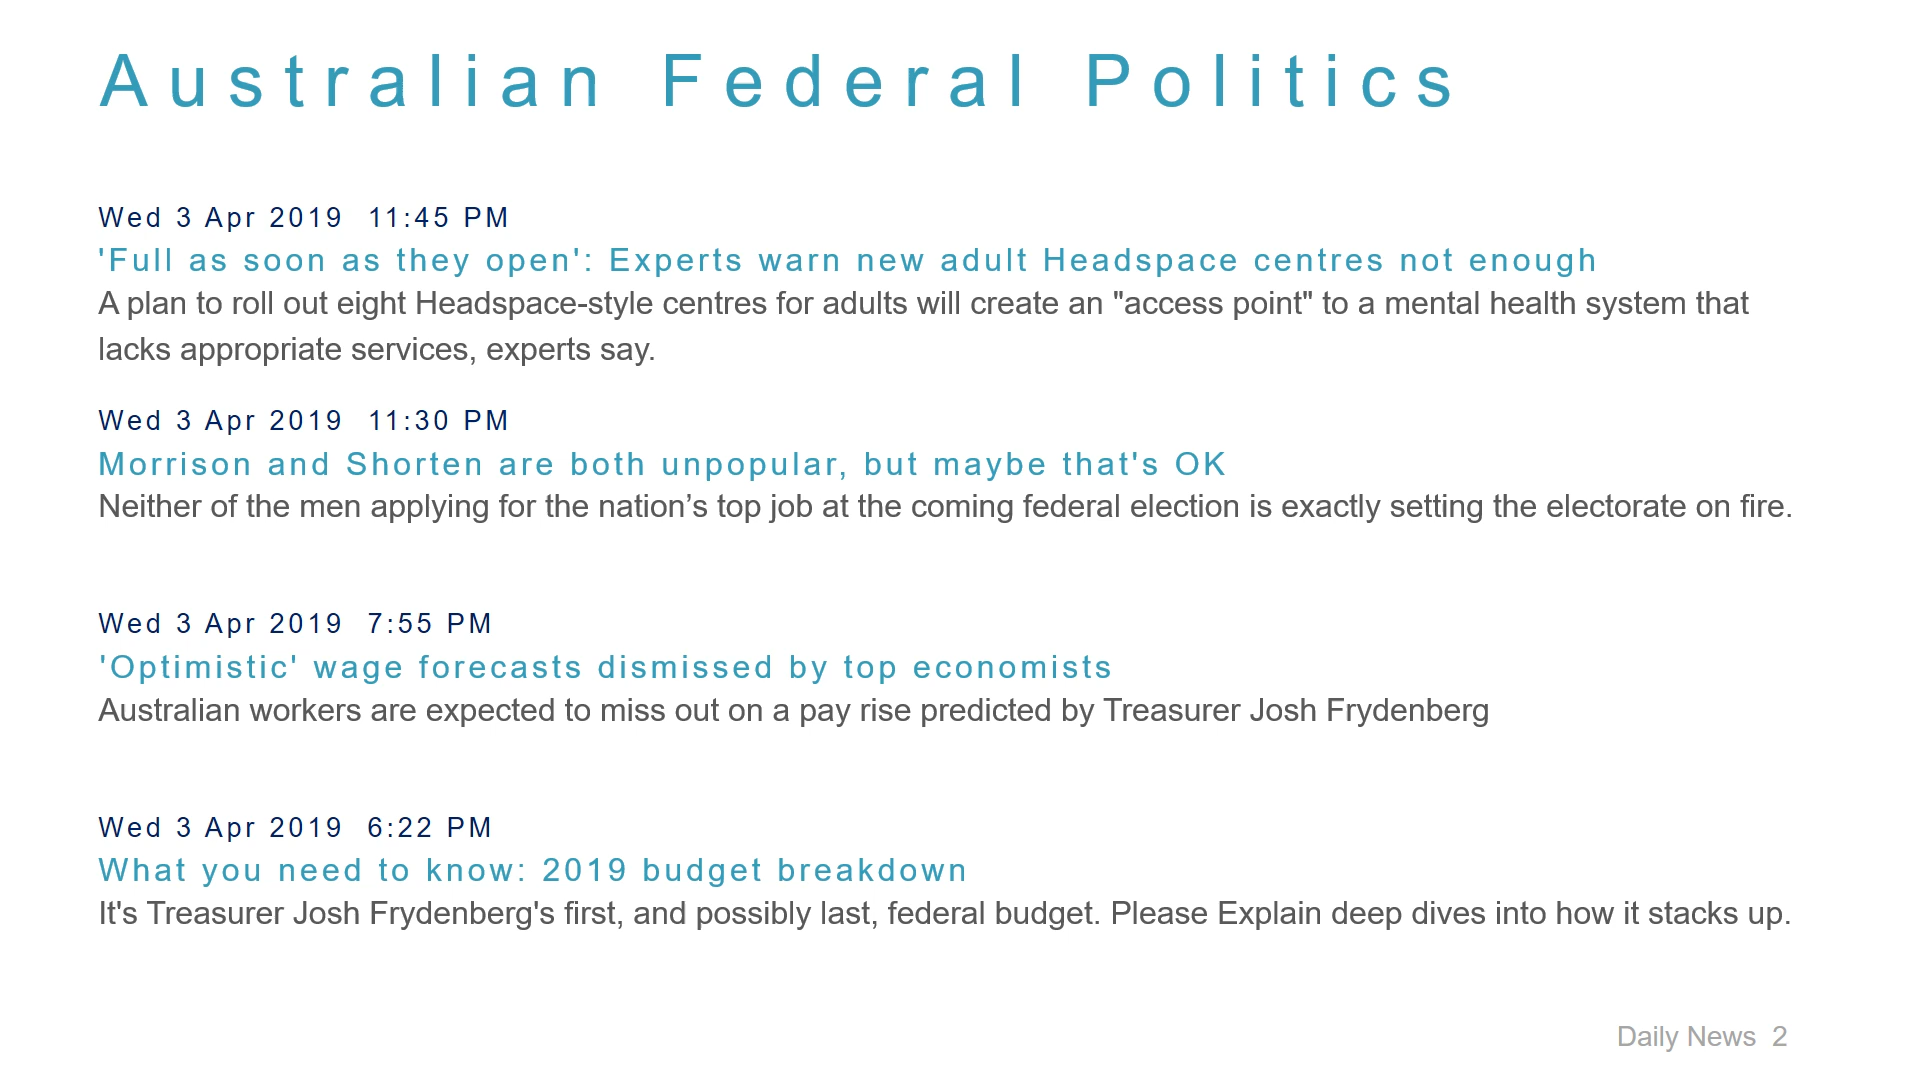 Australian Federal Politics
Wed 3 Apr 2019  11:45 PM
'Full as soon as they open': Experts warn new adult Headspace centres not enough
A plan to roll out eight Headspace-style centres for adults will create an "access point" to a mental health system that
lacks appropriate services, experts say.
Wed 3 Apr 2019  11:30 PM
Morrison and Shorten are both unpopular, but maybe that's OK
Neither of the men applying for the nation’s top job at the coming federal election is exactly setting the electorate on fire.
Wed 3 Apr 2019  7:55 PM
'Optimistic' wage forecasts dismissed by top economists
Australian workers are expected to miss out on a pay rise predicted by Treasurer Josh Frydenberg
Wed 3 Apr 2019  6:22 PM
What you need to know: 2019 budget breakdown
It's Treasurer Josh Frydenberg's first, and possibly last, federal budget. Please Explain deep dives into how it stacks up.
Daily News  2